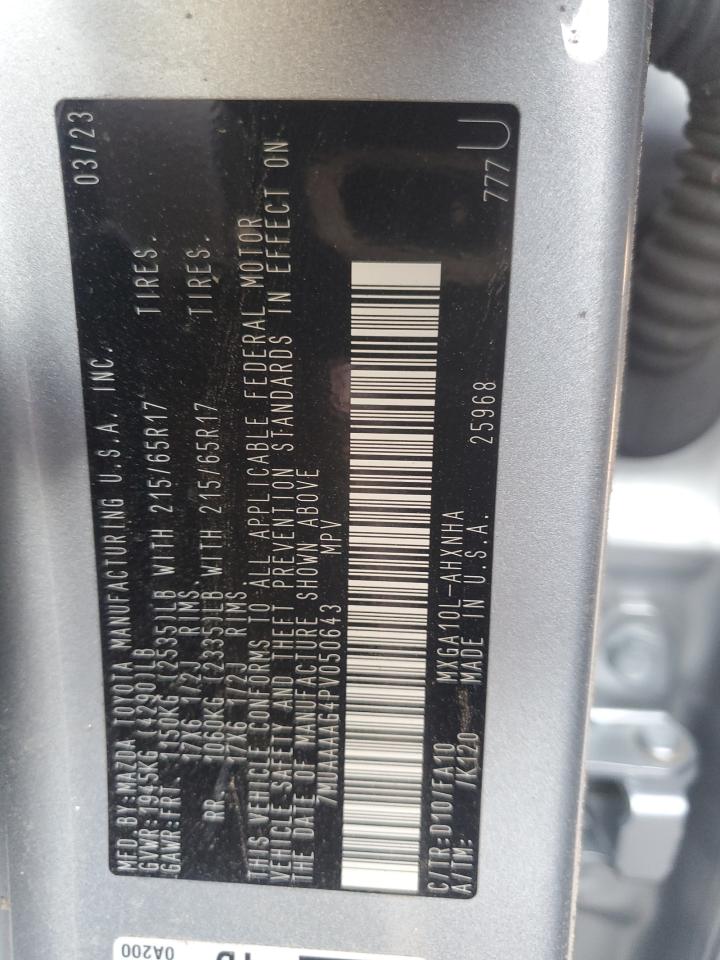 MFD.BY:MAZDA TOYOTA MANUFACTURING U.S.A. INC. 03/23
GVWR:1945KG (4290)LB
GAWR:FRT 1150KG (2535)LB WITH 215/65R17 TIRES.
17X6 1/2J RIMS
RR 1060KG (2335)LB WITH 215/65R17 TIRES.
17X6 1/2J RIMS
THIS VEHICLE CONFORMS TO ALL APPLICABLE FEDERAL MOTOR
VEHICLE SAFETY AND THEFT PREVENTION STANDARDS IN EFFECT ON
THE DATE OF MANUFACTURE SHOWN ABOVE
7MUAAAAG4PV050643 MPV
C/TR:D107FA10 MXGA10L-AHXNHA
A/TM: /K120 MADE IN U.S.A. 25968
777 U
0A200